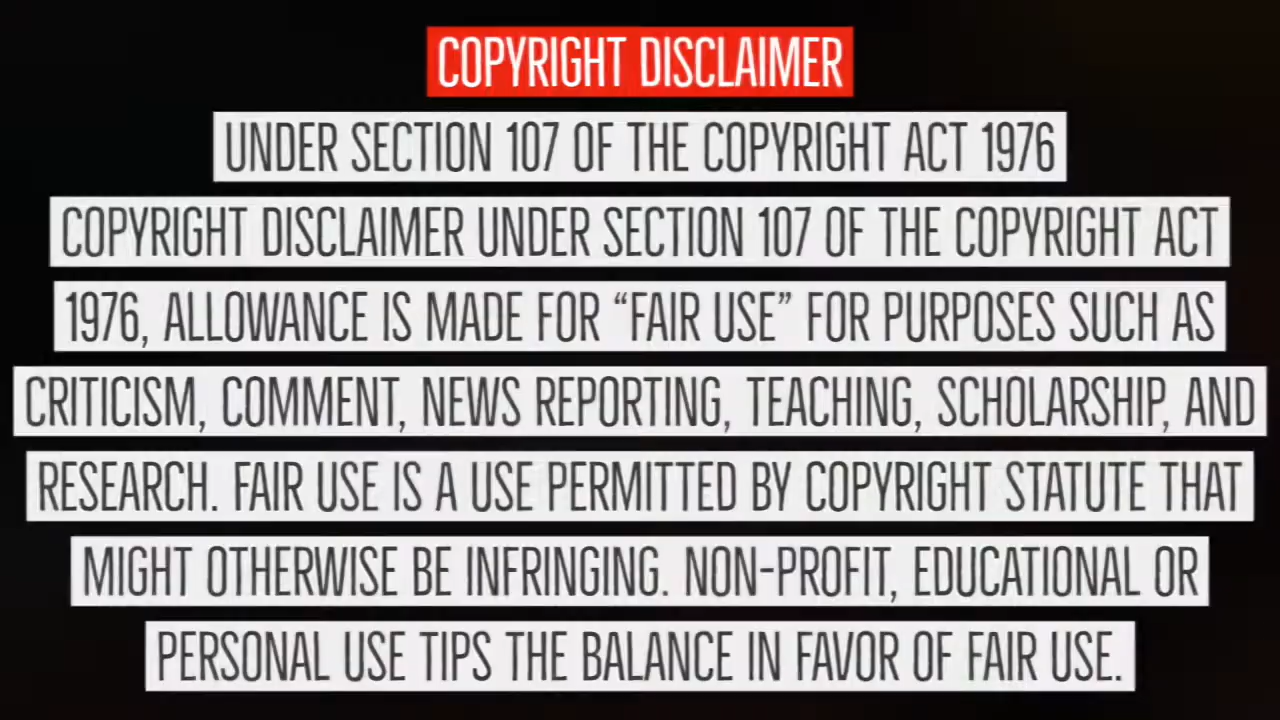 COPYRIGHT DISCLAIMER
UNDER SECTION 107 OF THE COPYRIGHT ACT 1976
COPYRIGHT DISCLAIMER UNDER SECTION 107 OF THE COPYRIGHT ACT
1976, ALLOWANCE IS MADE FOR “FAIR USE” FOR PURPOSES SUCH AS
CRITICISM, COMMENT, NEWS REPORTING, TEACHING, SCHOLARSHIP, AND
RESEARCH. FAIR USE IS A USE PERMITTED BY COPYRIGHT STATUTE THAT
MIGHT OTHERWISE BE INFRINGING. NON-PROFIT, EDUCATIONAL OR
PERSONAL USE TIPS THE BALANCE IN FAVOR OF FAIR USE.